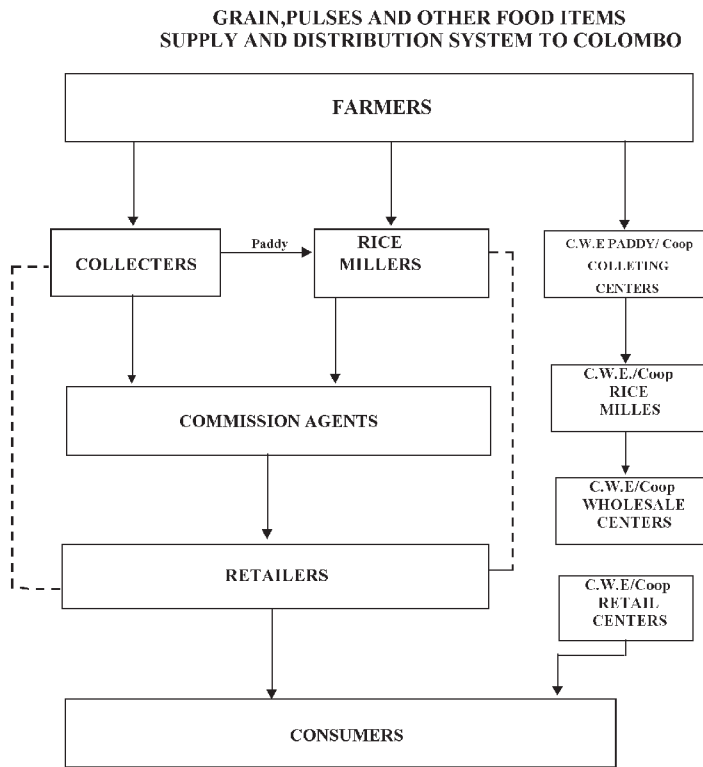 GRAIN,PULSES AND OTHER FOOD ITEMS
SUPPLY AND DISTRIBUTION SYSTEM TO COLOMBO
FARMERS
COLLECTERS
Paddy
RICE
MILLERS
C.W.E PADDY/ Coop
COLLETING
CENTERS
C.W.E./Coop
RICE
MILLES
COMMISSION AGENTS
C.W.E/Coop
WHOLESALE
CENTERS
RETAILERS
C.W.E/Coop
RETAIL
CENTERS
CONSUMERS